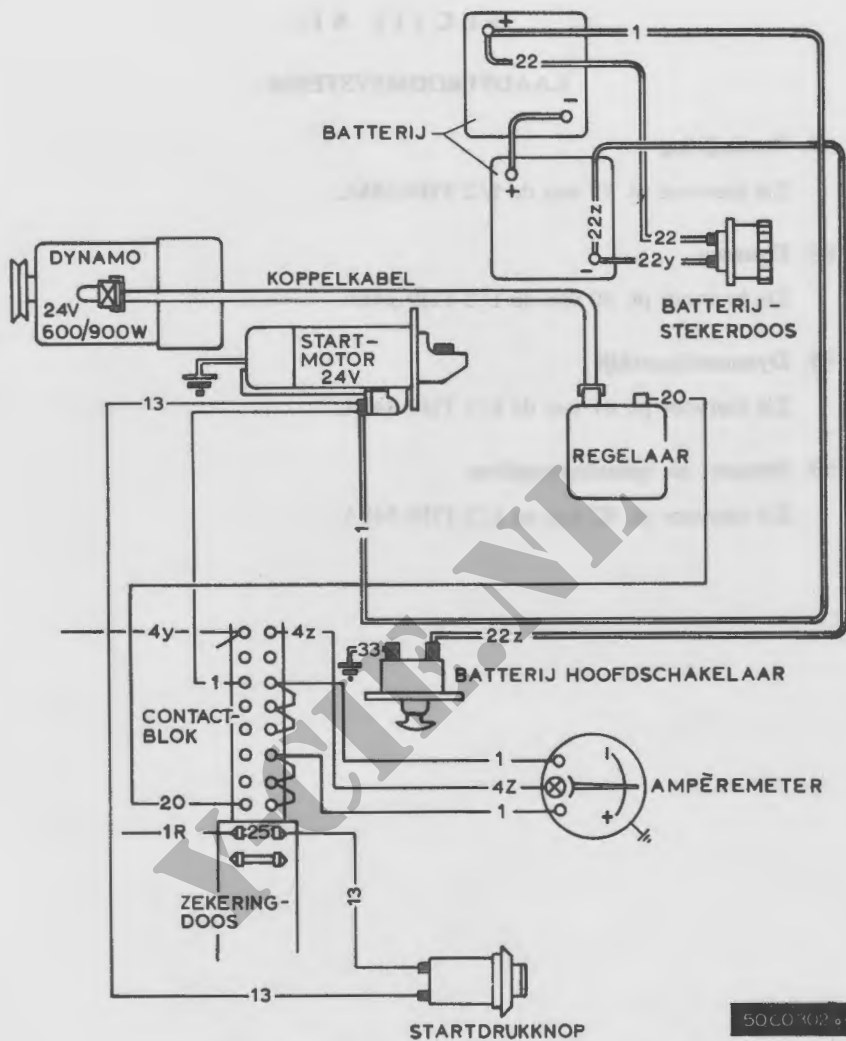 +
1
22
BATTERIJ
-
+
22z
-
22
22y
BATTERIJ-
STEKERDOOS
DYNAMO
24V
600/900W
KOPPELKABEL
START-
MOTOR
24V
13
20
REGELAAR
1
4y
4z
33
22z
1
BATTERIJ HOOFDSCHAKELAAR
CONTACT-
BLOK
1
-
4Z
AMPÈREMETER
20
1
+
1R
25
ZEKERING-
DOOS
13
13
STARTDRUKKNOP
Y-CIE.NL